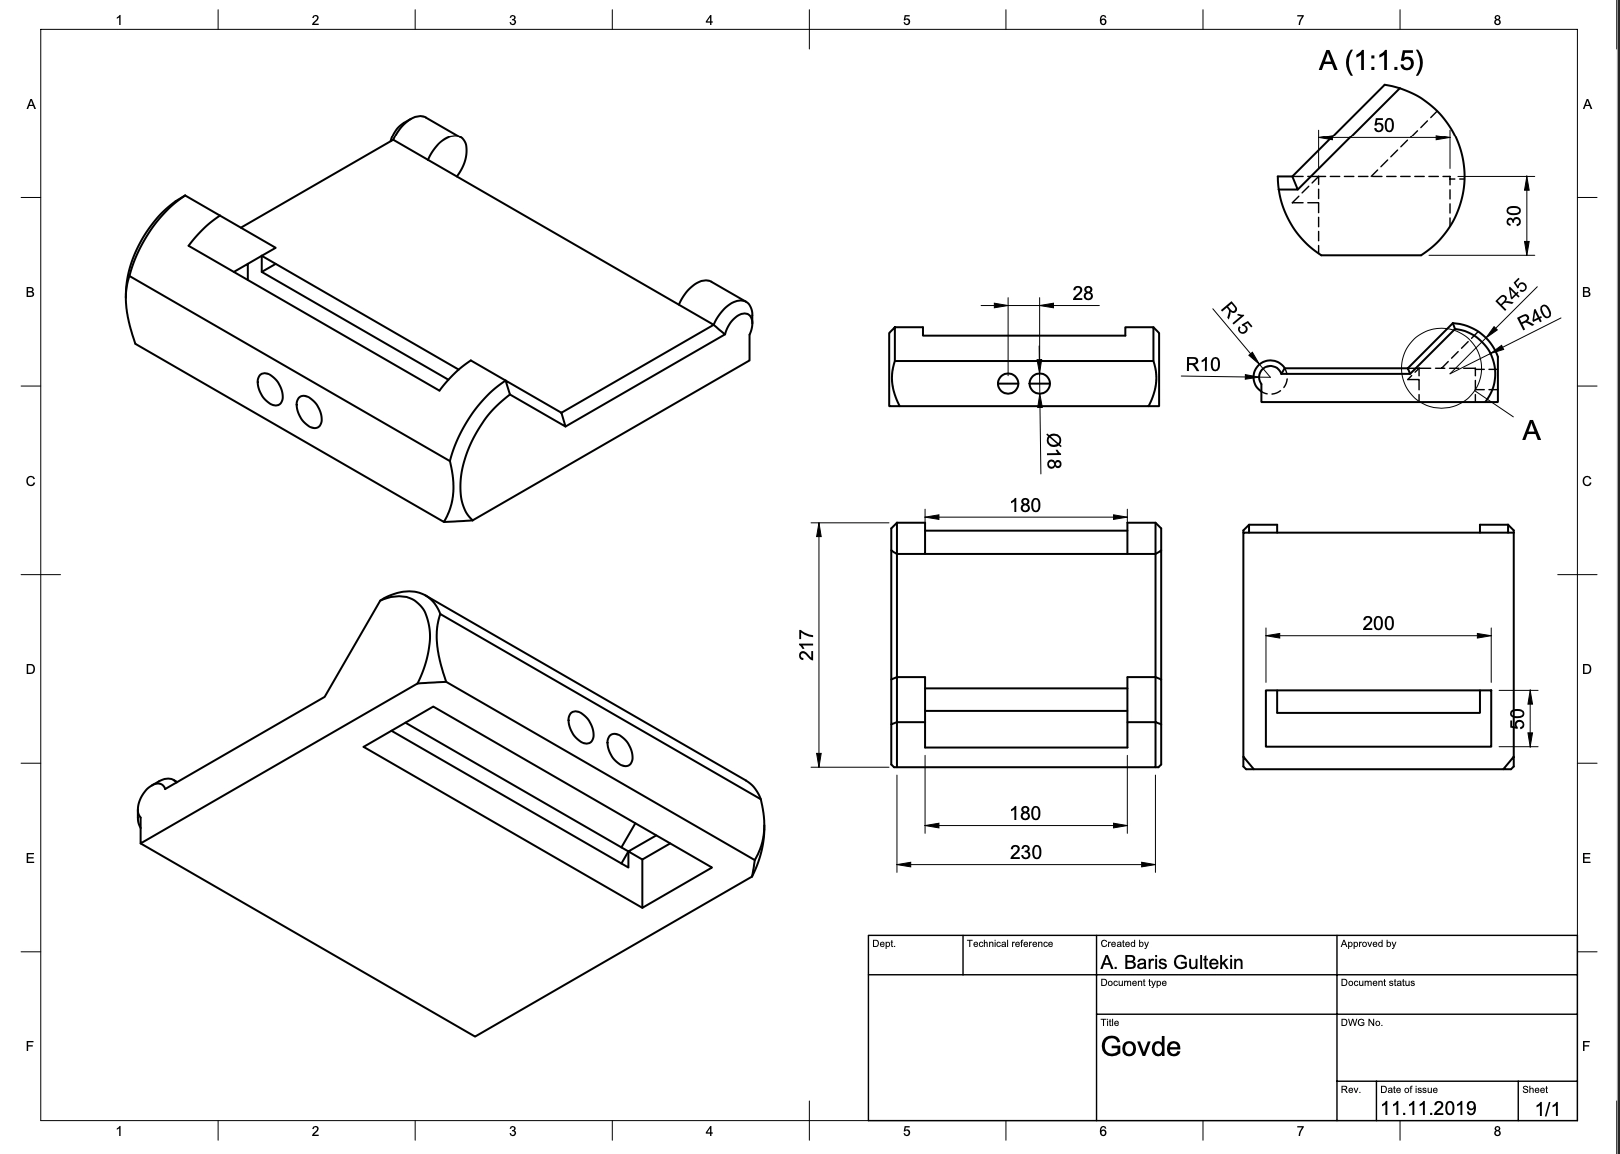 1 2 3 4 5 6 7 8
A (1:1.5)
A A
50
30
B B
28
R15
R10
R45
R40
A
Ø18
C C
180
217
200
50
D D
180
230
E E
Dept. Technical reference Created by Approved by
A. Baris Gultekin
Document type Document status
Title DWG No.
Govde
F F
Rev. Date of issue Sheet
11.11.2019 1/1
1 2 3 4 5 6 7 8